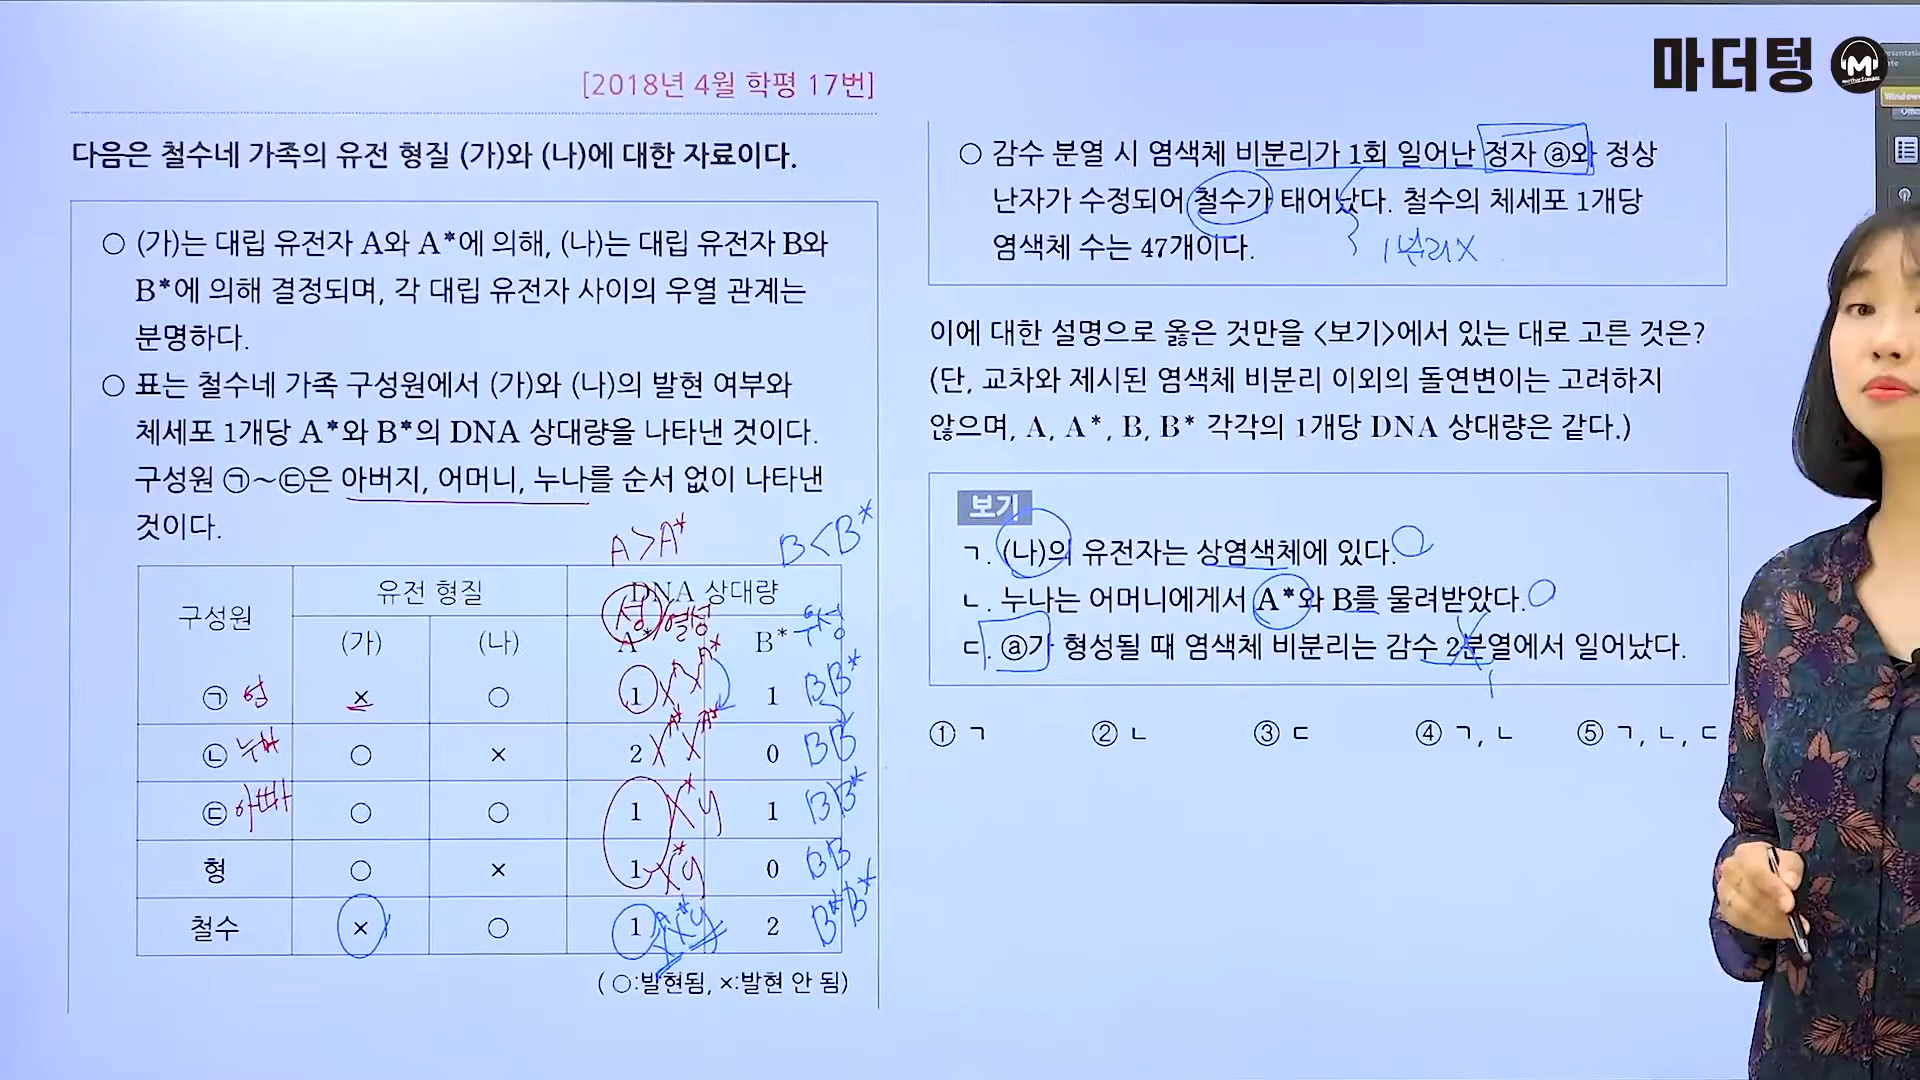 마더텅
[2018년 4월 학평 17번]
다음은 철수네 가족의 유전 형질 (가)와 (나)에 대한 자료이다.
○ (가)는 대립 유전자 A와 A*에 의해, (나)는 대립 유전자 B와
B*에 의해 결정되며, 각 대립 유전자 사이의 우열 관계는
분명하다.
○ 표는 철수네 가족 구성원에서 (가)와 (나)의 발현 여부와
체세포 1개당 A*와 B*의 DNA 상대량을 나타낸 것이다.
구성원 ㉠~㉢은 아버지, 어머니, 누나를 순서 없이 나타낸
것이다.
A>A* B<B*
구성원 유전 형질 DNA 상대량
성/열성 우성
(가) (나) A* B*
㉠ 엄 × ○ 1 1 BB*
㉡ 누나 ○ × 2 0 BB
㉢ 아빠 ○ ○ 1 X*y 1 BB*
형 ○ × 1 X*y 0 BB
철수 × ○ 1 2 B*B*
( ○:발현됨, ×:발현 안 됨)
○ 감수 분열 시 염색체 비분리가 1회 일어난 정자 ⓐ와 정상
난자가 수정되어 철수가 태어났다. 철수의 체세포 1개당
염색체 수는 47개이다.
1분리X
이에 대한 설명으로 옳은 것만을 <보기>에서 있는 대로 고른 것은?
(단, 교차와 제시된 염색체 비분리 이외의 돌연변이는 고려하지
않으며, A, A*, B, B* 각각의 1개당 DNA 상대량은 같다.)
보기
ㄱ. (나)의 유전자는 상염색체에 있다. ○
ㄴ. 누나는 어머니에게서 A*와 B를 물려받았다. ○
ㄷ. ⓐ가 형성될 때 염색체 비분리는 감수 2분열에서 일어났다.
1
① ㄱ ② ㄴ ③ ㄷ ④ ㄱ, ㄴ ⑤ ㄱ, ㄴ, ㄷ